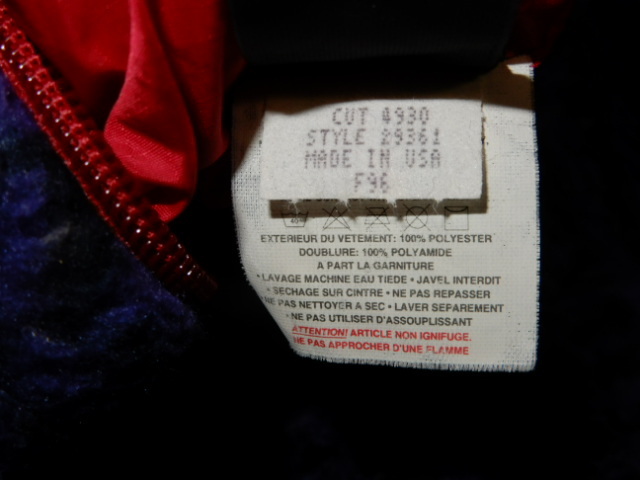 CUT 4930
STYLE 29361
MADE IN USA
F96
EXTERIEUR DU VETEMENT: 100% POLYESTER
DOUBLURE: 100% POLYAMIDE
A PART LA GARNITURE
• LAVAGE MACHINE EAU TIEDE • JAVEL INTERDIT
• SECHAGE SUR CINTRE • NE PAS REPASSER
NE PAS NETTOYER A SEC • LAVER SEPAREMENT
• NE PAS UTILISER D'ASSOUPLISSANT
ATTENTION! ARTICLE NON IGNIFUGE.
NE PAS APPROCHER D'UNE FLAMME